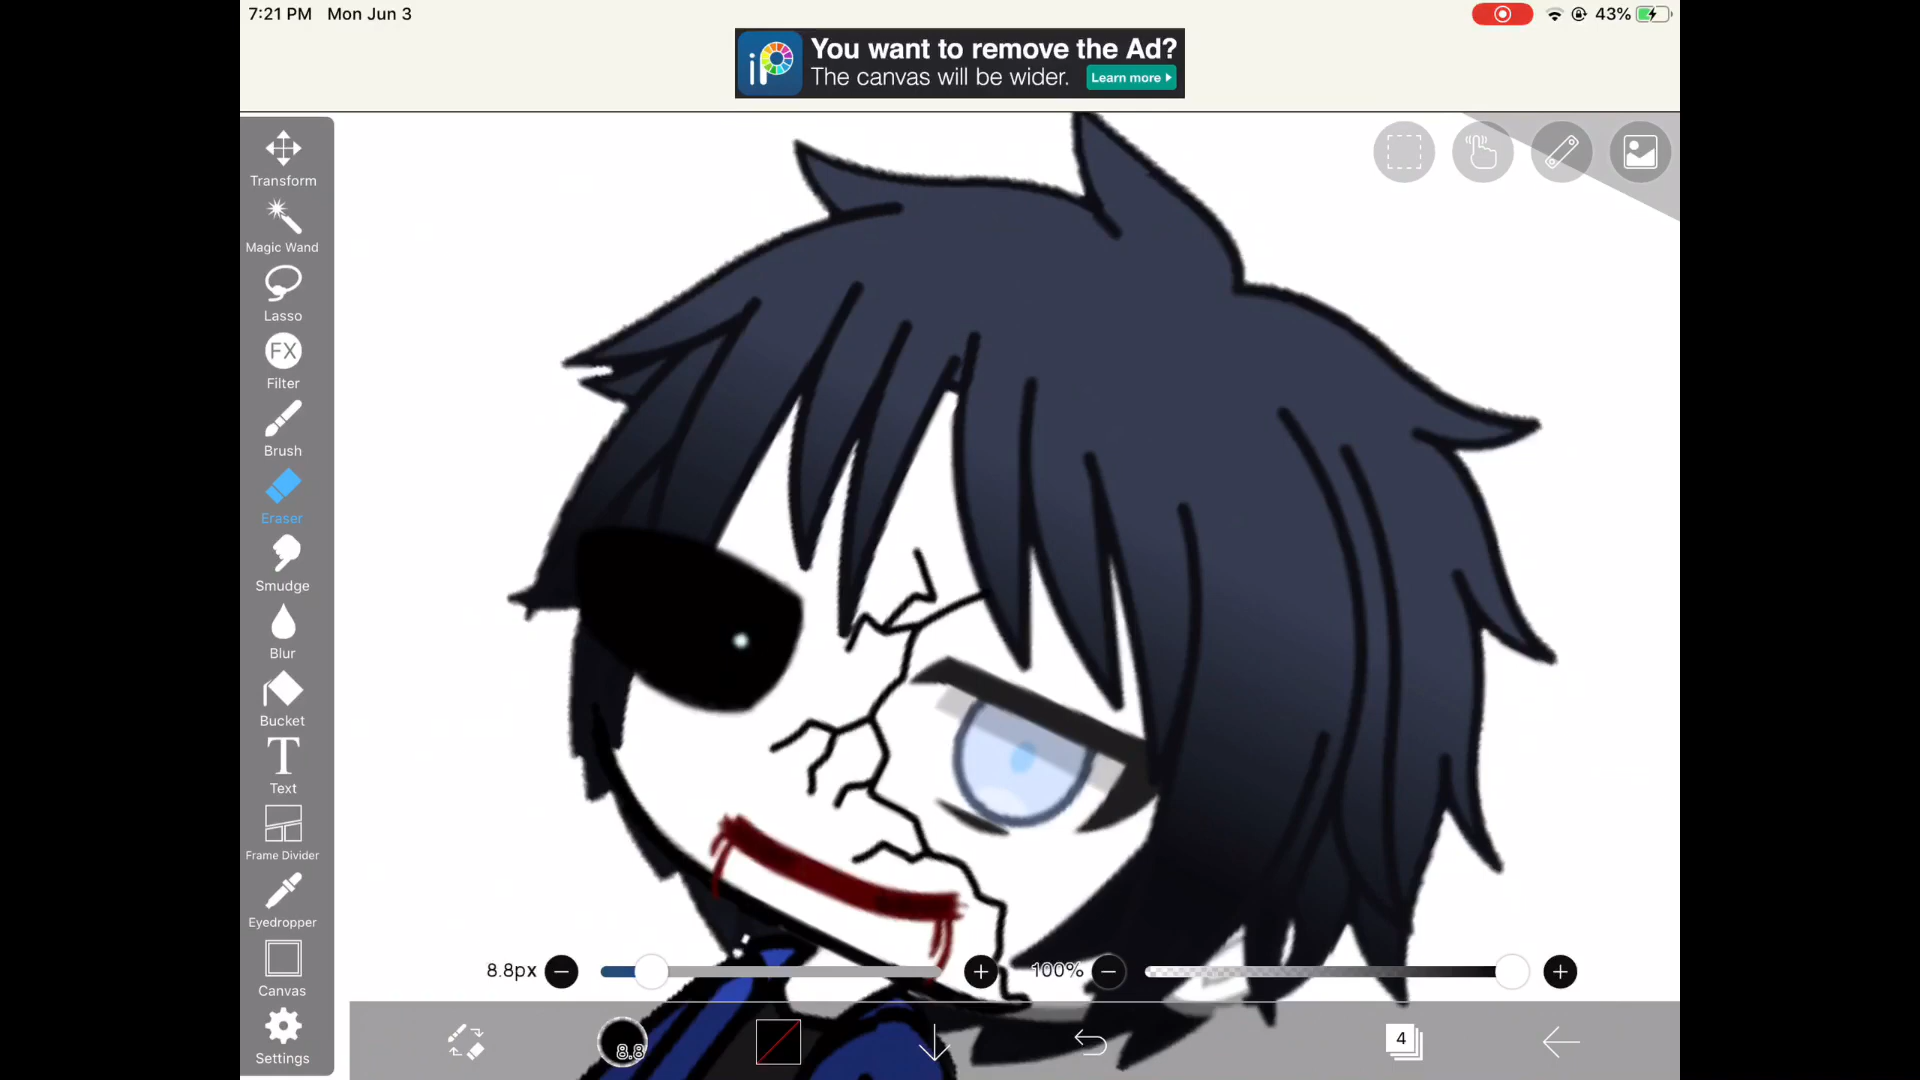 7:21 PM Mon Jun 3
43%
iP
You want to remove the Ad?
The canvas will be wider.
Learn more
Transform
Magic Wand
Lasso
FX
Filter
Brush
Eraser
Smudge
Blur
Bucket
T
Text
Frame Divider
Eyedropper
Canvas
Settings
8.8px
100%
8.8
4